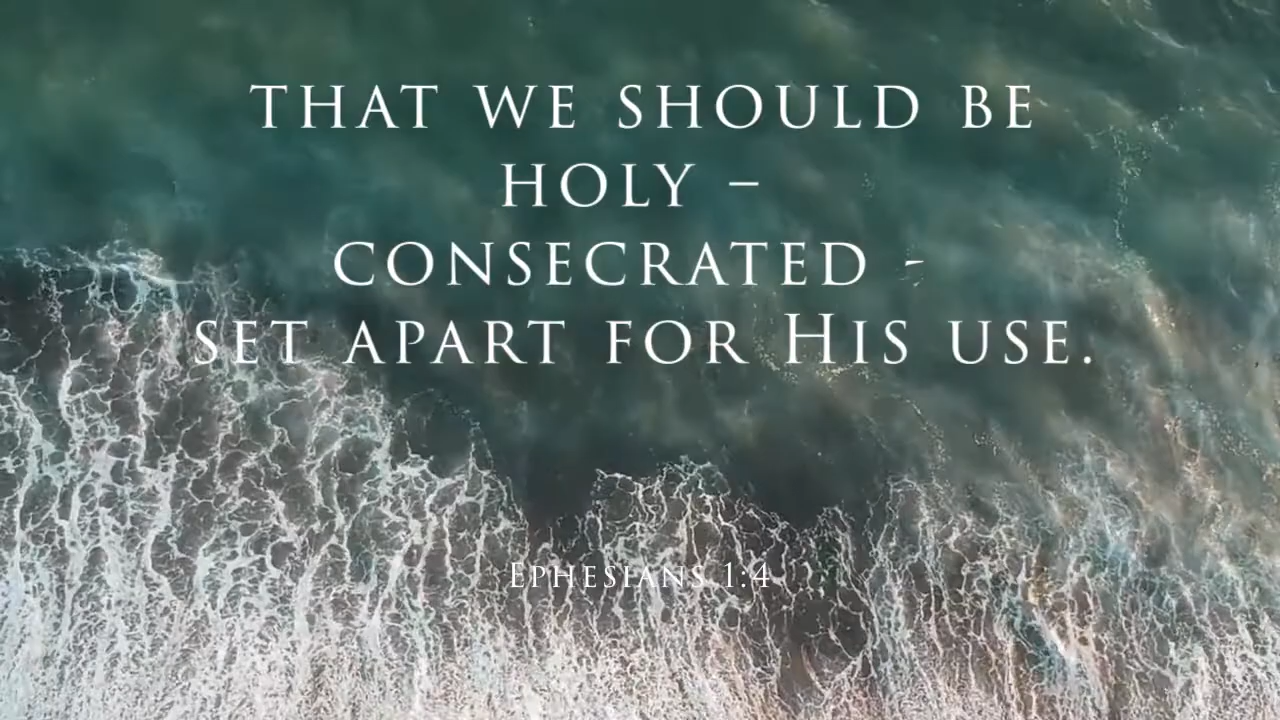 THAT WE SHOULD BE
HOLY –
CONSECRATED -
SET APART FOR HIS USE.
EPHESIANS 1:4